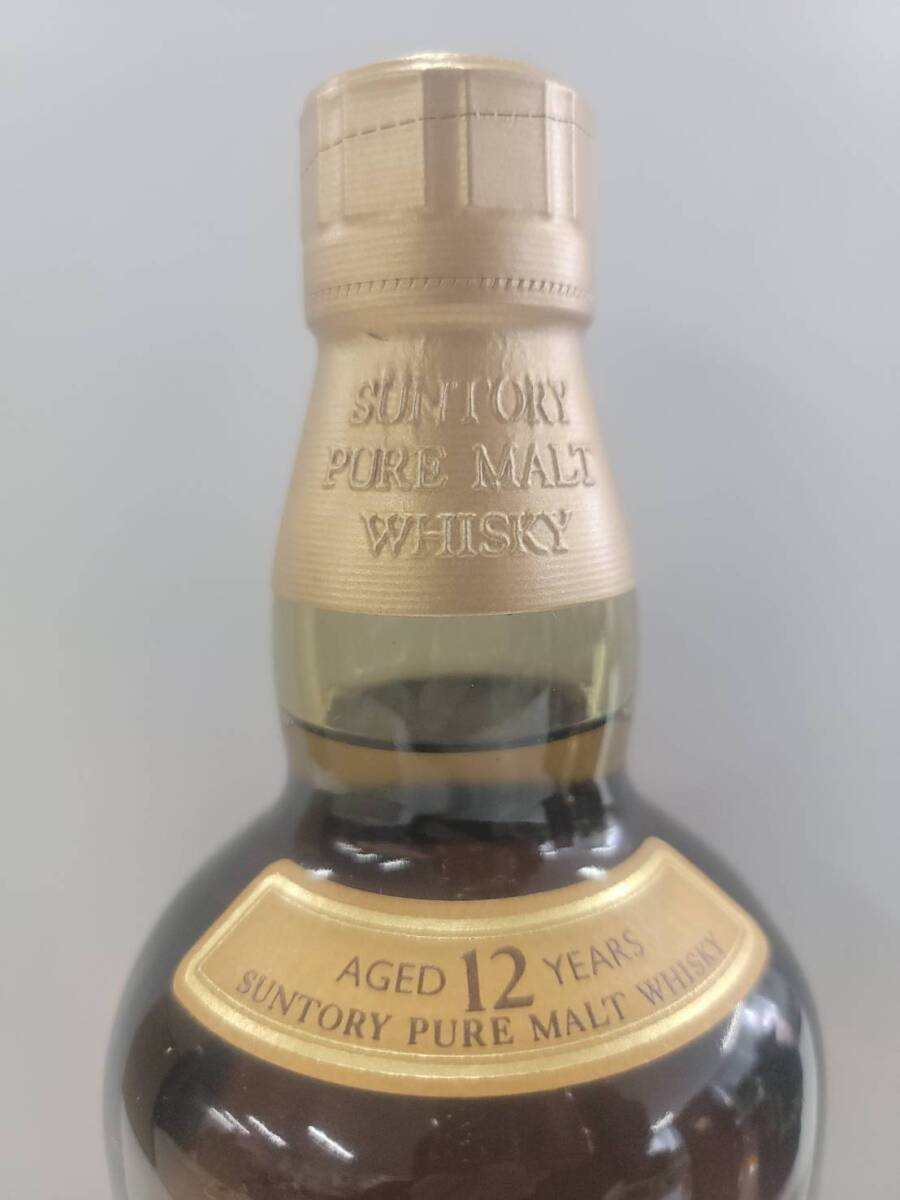 SUNTORY
PURE MALT
WHISKY
AGED 12 YEARS
SUNTORY PURE MALT WHISKY